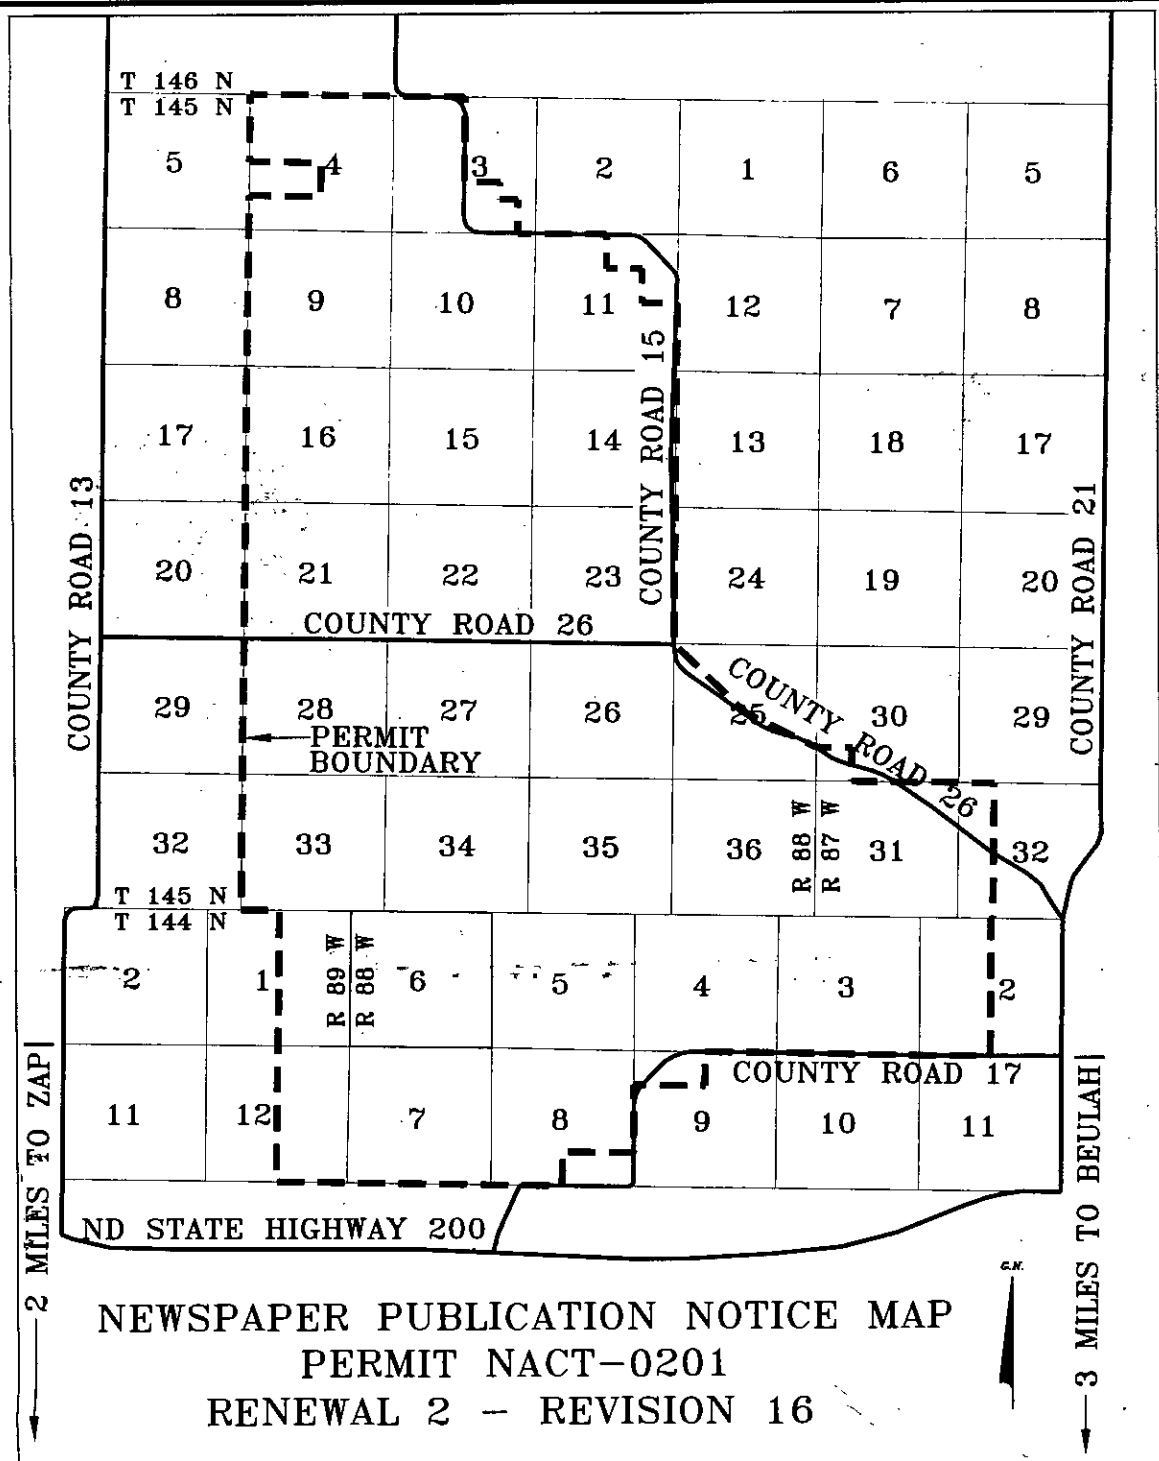 T 146 N
T 145 N
5 4 3 2 1 6 5
8 9 10 11 12 7 8
COUNTY ROAD 15
17 16 15 14 13 18 17
COUNTY ROAD 13
COUNTY ROAD 21
20 21 22 23 24 19 20
COUNTY ROAD 26
COUNTY ROAD 26
29 28 27 26 25 30 29
PERMIT
BOUNDARY
32 33 34 35 36 31 32
R 88 W
R 87 W
T 145 N
T 144 N
2 1 6 5 4 3 2
R 89 W
R 88 W
COUNTY ROAD 17
11 12 7 8 9 10 11
2 MILES TO ZAP
3 MILES TO BEULAH
ND STATE HIGHWAY 200
G.N.
NEWSPAPER PUBLICATION NOTICE MAP
PERMIT NACT-0201
RENEWAL 2 - REVISION 16